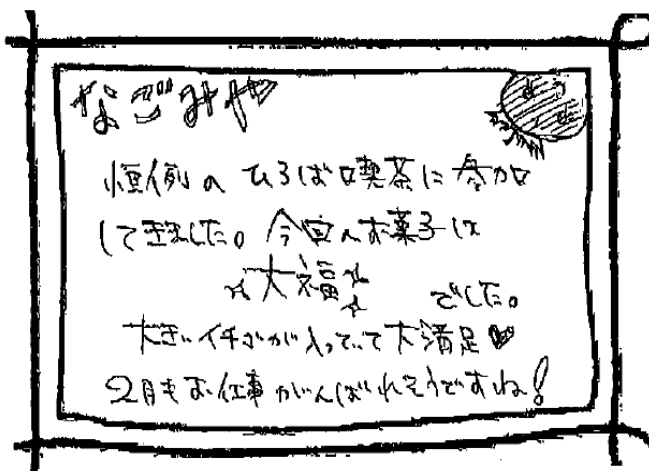 なごみや
恒例の ひろば喫茶に参加
してきました。今回のお菓子は
☆大福☆ でした。
大きいイチゴが入っていて大満足♥
2月もお仕事がんばれそうですね!